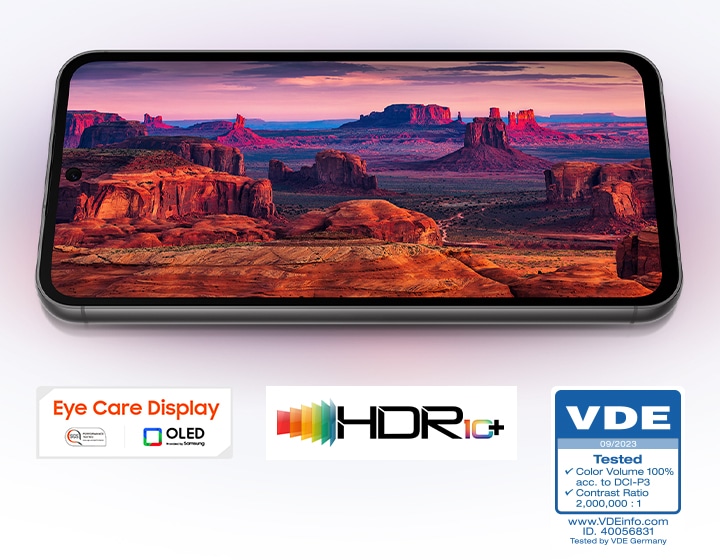 Eye Care Display
SGS
OLED
Powered by Samsung
HDR10+
VDE
09/2023
Tested
✓ Color Volume 100%
acc. to DCI-P3
✓ Contrast Ratio
2,000,000 : 1
www.VDEinfo.com
ID. 40056831
Tested by VDE Germany